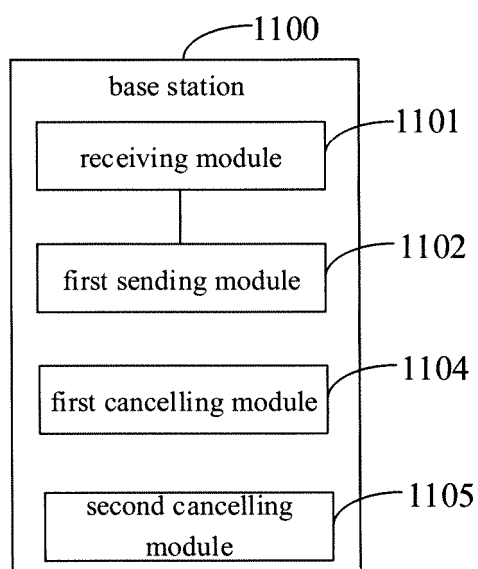 1100
base station
receiving module
1101
first sending module
1102
first cancelling module
1104
second cancelling
module
1105